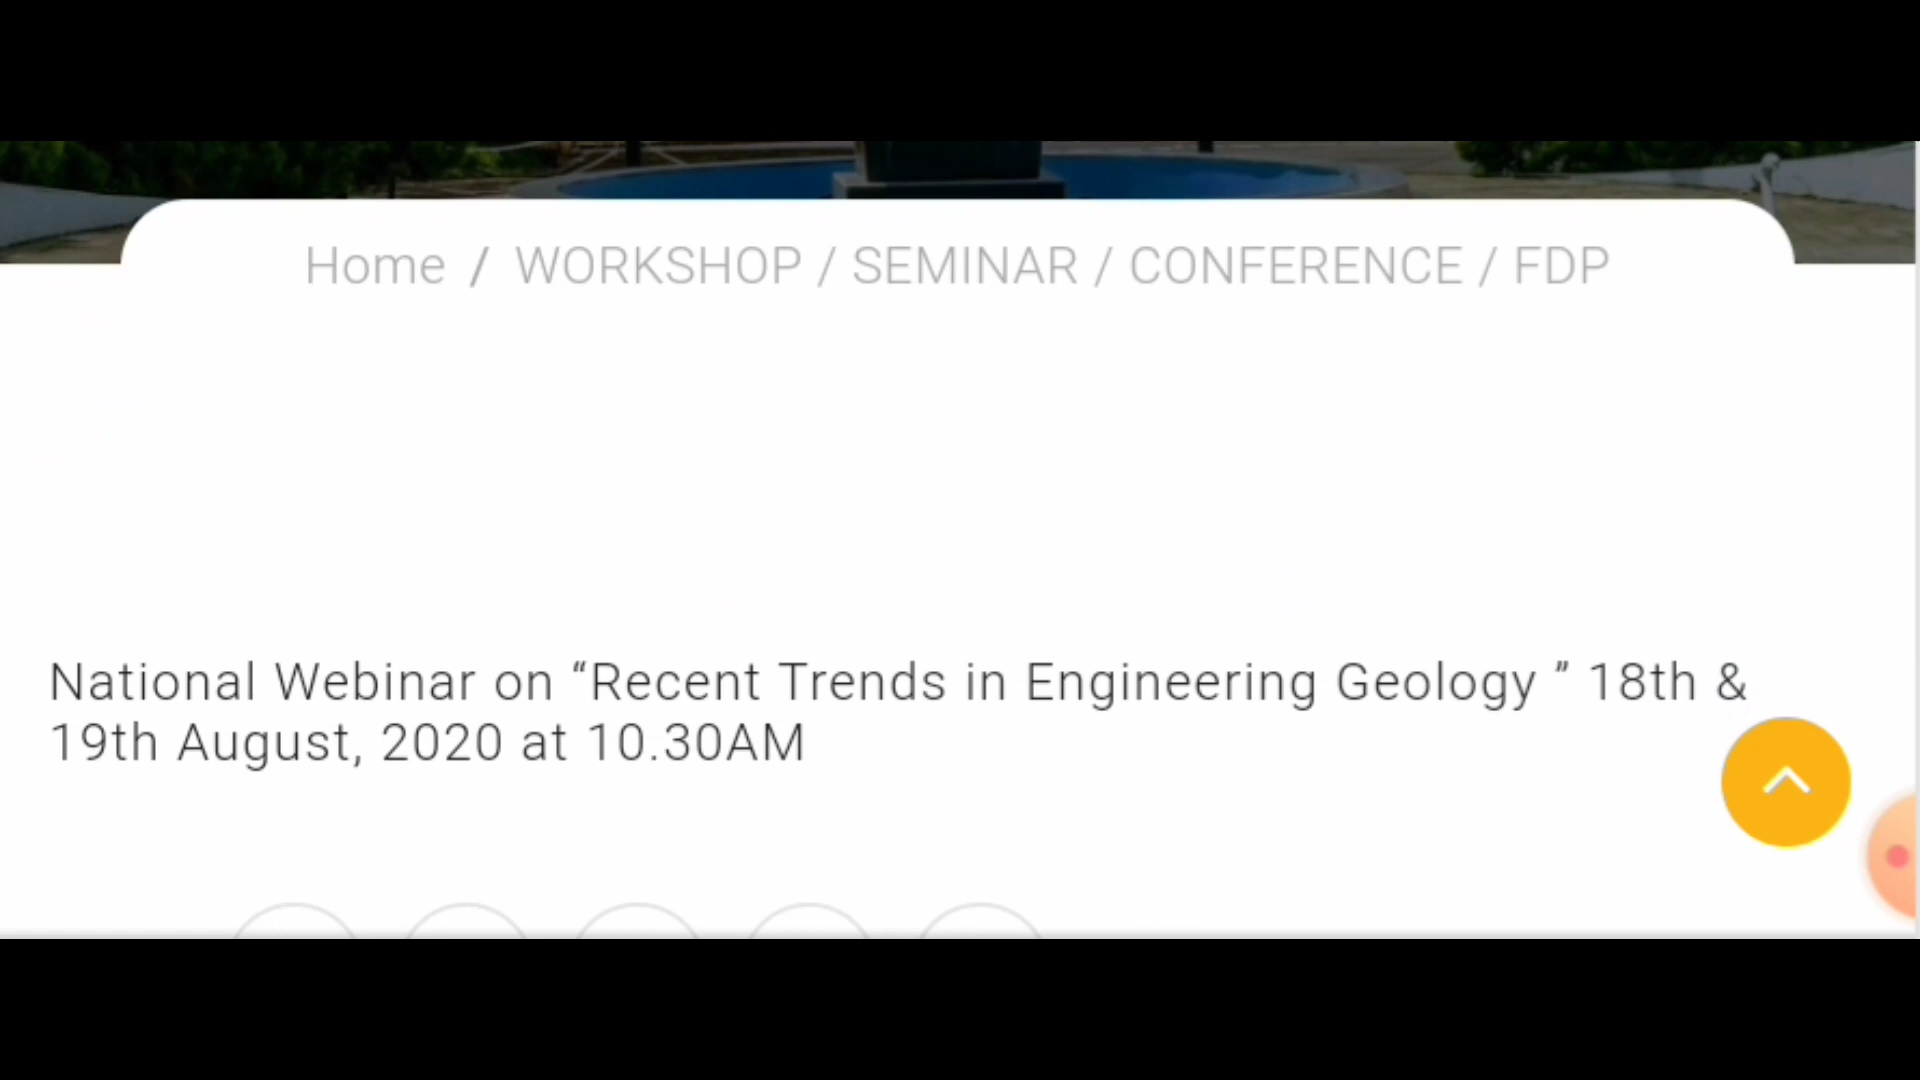 Home / WORKSHOP / SEMINAR / CONFERENCE / FDP
National Webinar on “Recent Trends in Engineering Geology ” 18th &
19th August, 2020 at 10.30AM